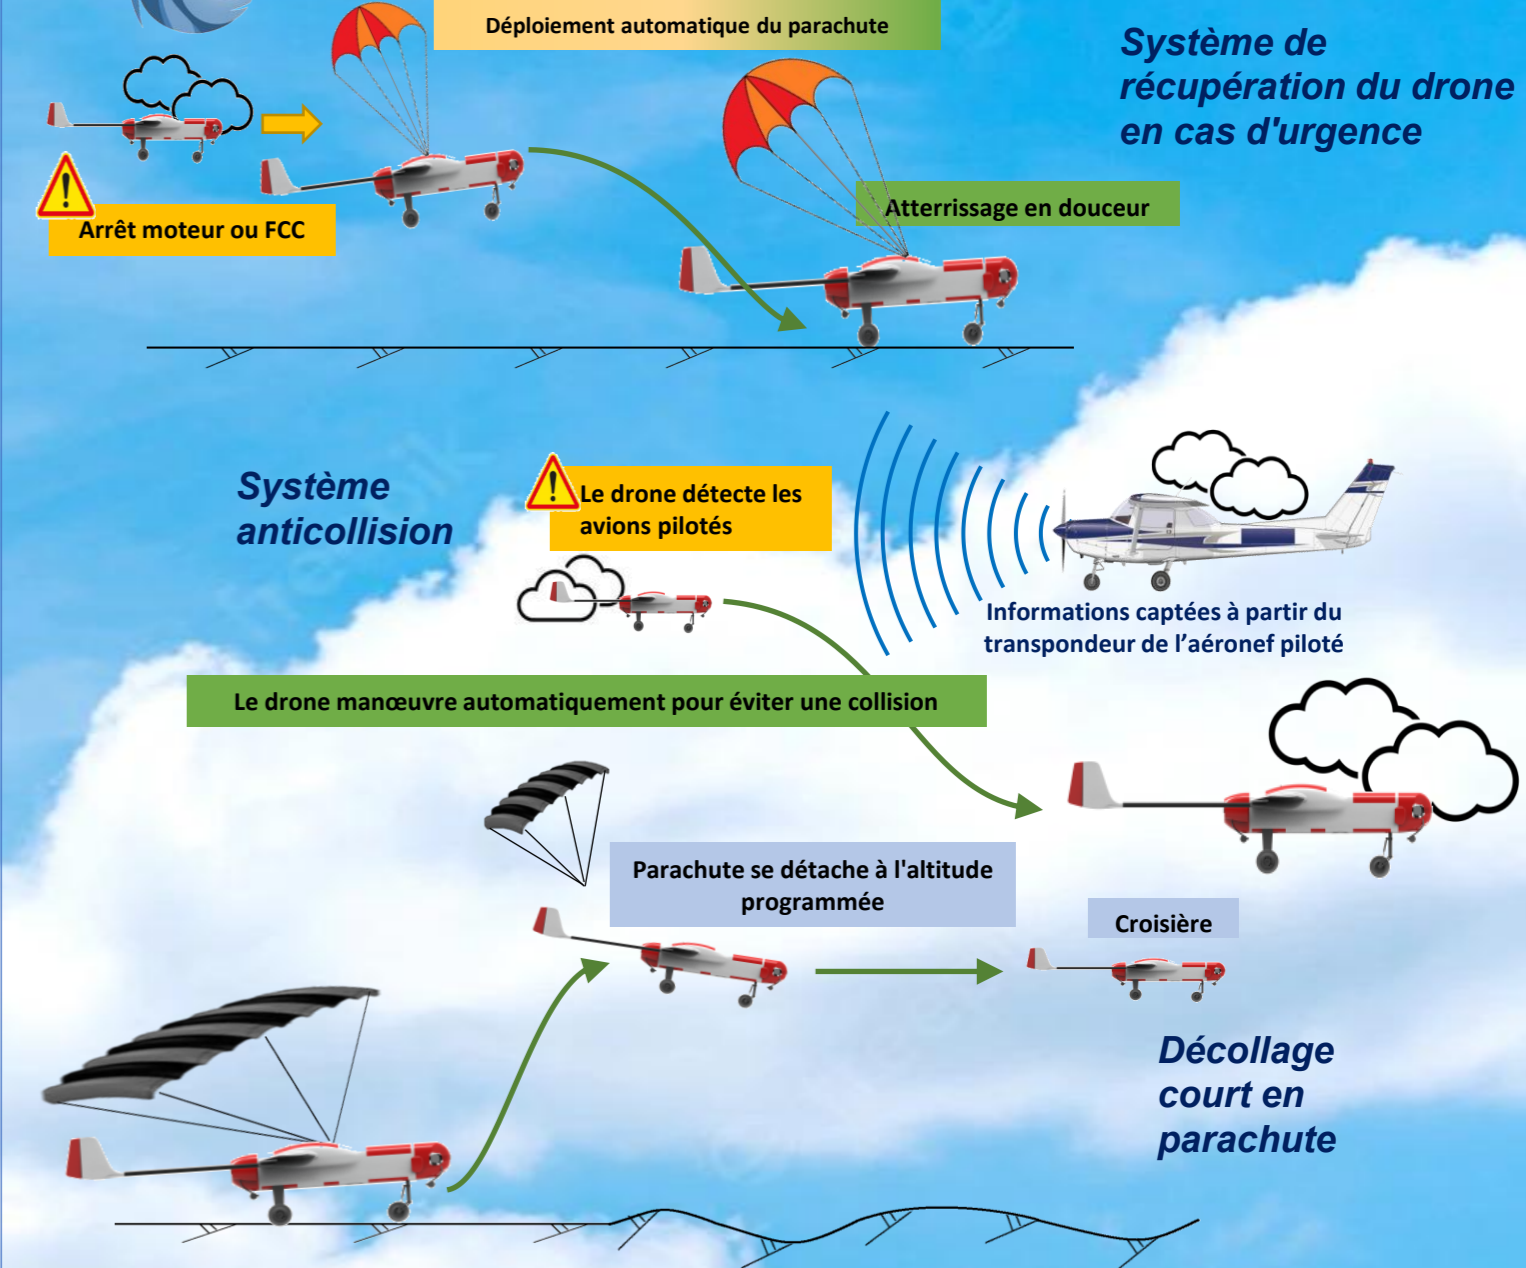 Déploiement automatique du parachute
Système de
récupération du drone
en cas d'urgence
Arrêt moteur ou FCC
Atterrissage en douceur
Système
anticollision
Le drone détecte les
avions pilotés
Informations captées à partir du
transpondeur de l’aéronef piloté
Le drone manœuvre automatiquement pour éviter une collision
Parachute se détache à l'altitude
programmée
Croisière
Décollage
court en
parachute
freepik